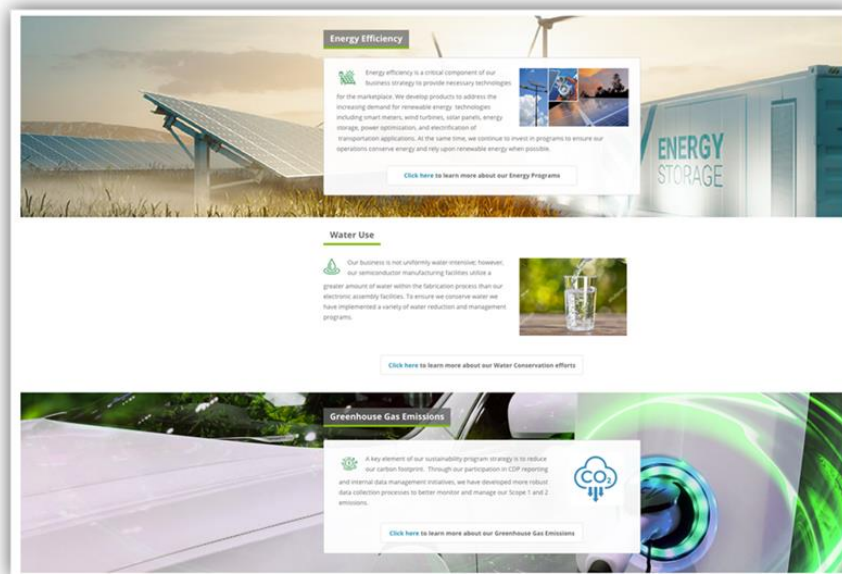 Energy Efficiency
Energy efficiency is a critical component of our
business strategy to provide necessary technologies
for the marketplace. We develop products to address the
increasing demand for renewable energy technologies
including smart meters, wind turbines, solar panels, energy
storage, power optimization, and electrification of
transportation applications. At the same time, we continue to invest in programs to ensure our
operations conserve energy and rely upon renewable energy when possible.
Click here to learn more about our Energy Programs
ENERGY
STORAGE
Water Use
Our business is not uniformly water intensive; however,
our semiconductor manufacturing facilities utilize a
greater amount of water within the fabrication process than our
electronic assembly facilities. To ensure we conserve water we
have implemented a variety of water reduction and management
programs.
Click here to learn more about our Water Conservation efforts
Greenhouse Gas Emissions
A key element of our sustainability program strategy is to reduce
our carbon footprint. Through our participation in CDP reporting
and internal data management initiatives, we have developed more robust
data collection processes to better monitor and manage our Scope 1 and 2
emissions.
CO2
Click here to learn more about our Greenhouse Gas Emissions